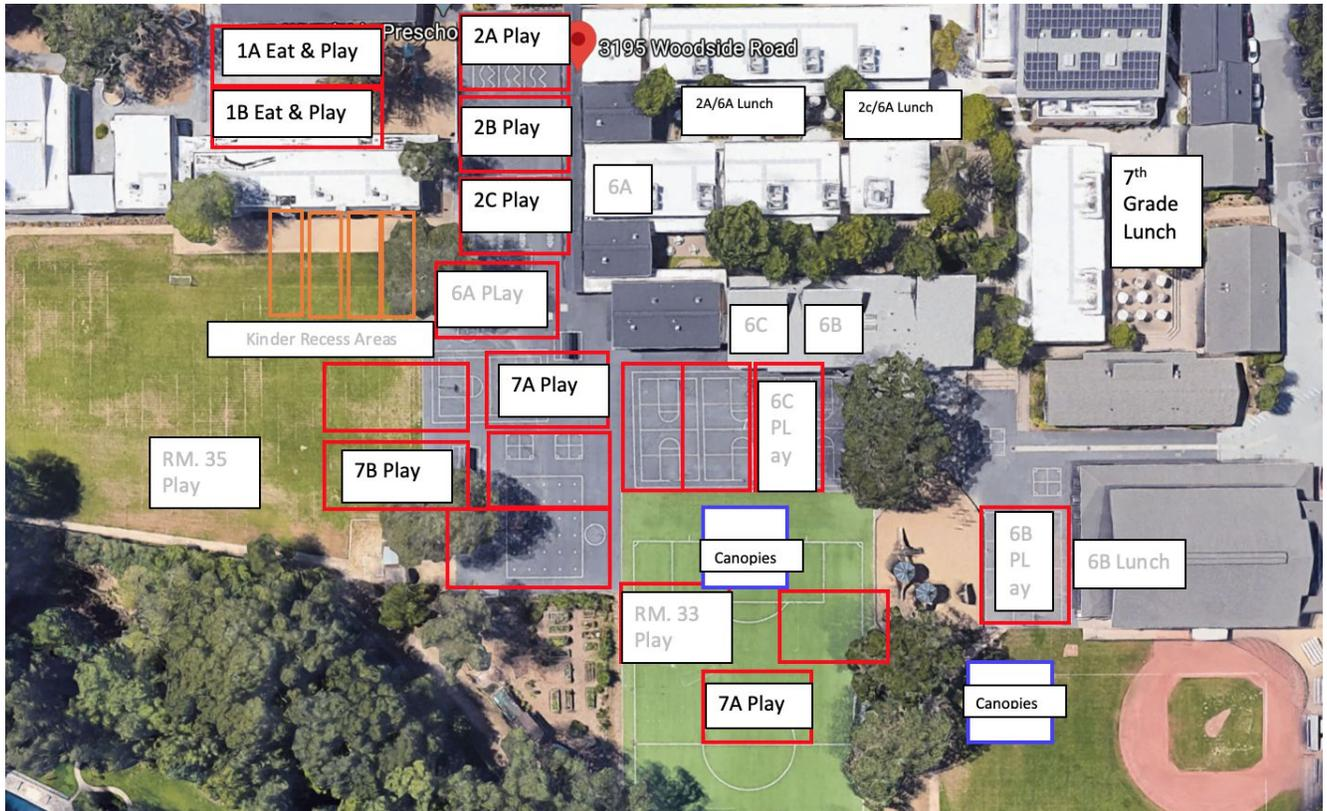 Prescho
2A Play
3195 Woodside Road
1A Eat & Play
1B Eat & Play
2A/6A Lunch
2c/6A Lunch
2B Play
6A
7th
Grade
Lunch
2C Play
6A PLay
6C
6B
Kinder Recess Areas
7A Play
6C
PL
ay
RM. 35
Play
7B Play
Canopies
6B
PL
ay
6B Lunch
RM. 33
Play
7A Play
Canopies